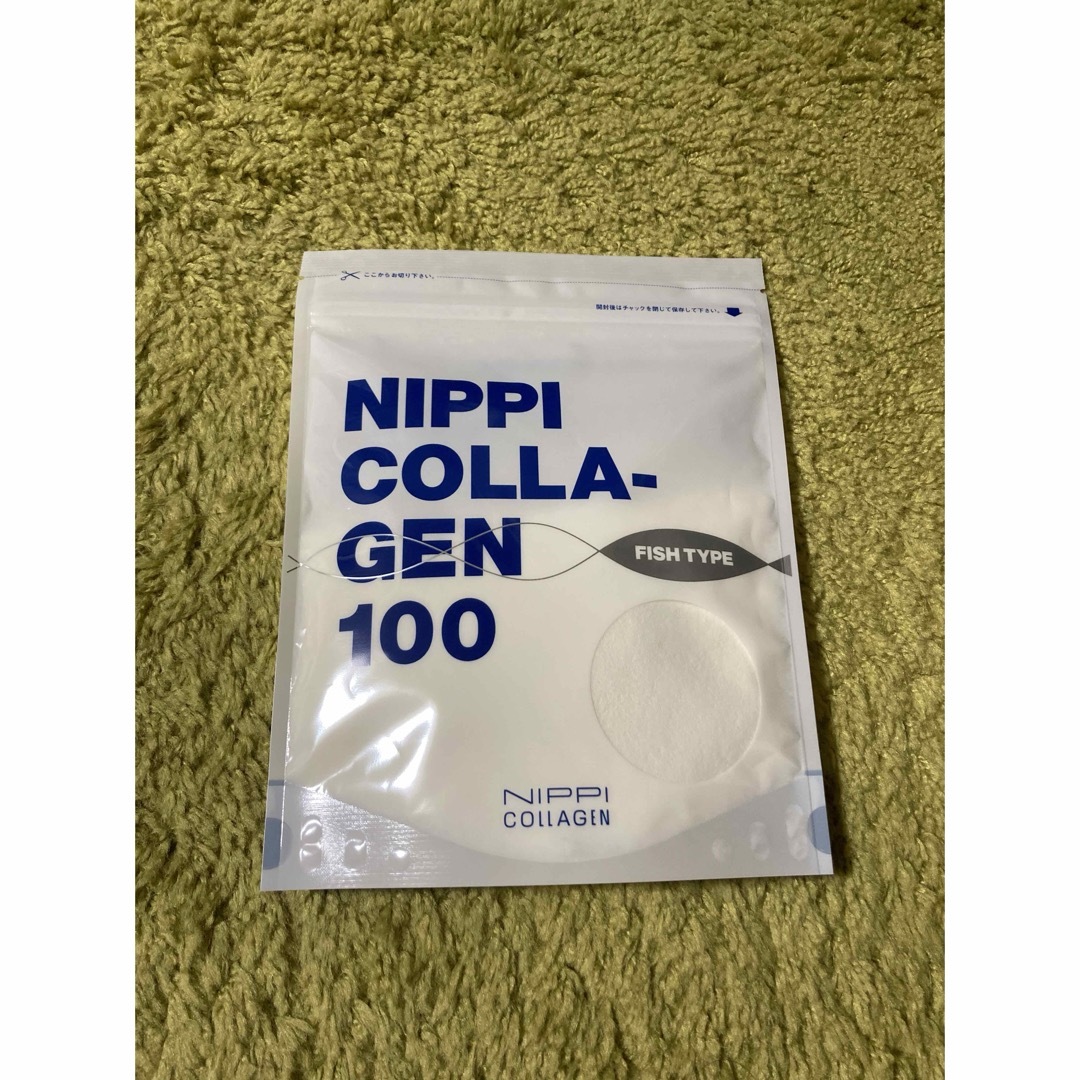 ここからお切り下さい。
開封後はチャックを閉じて保存して下さい。
NIPPI
COLLA-
GEN
100
FISH TYPE
NIPPI
COLLAGEN